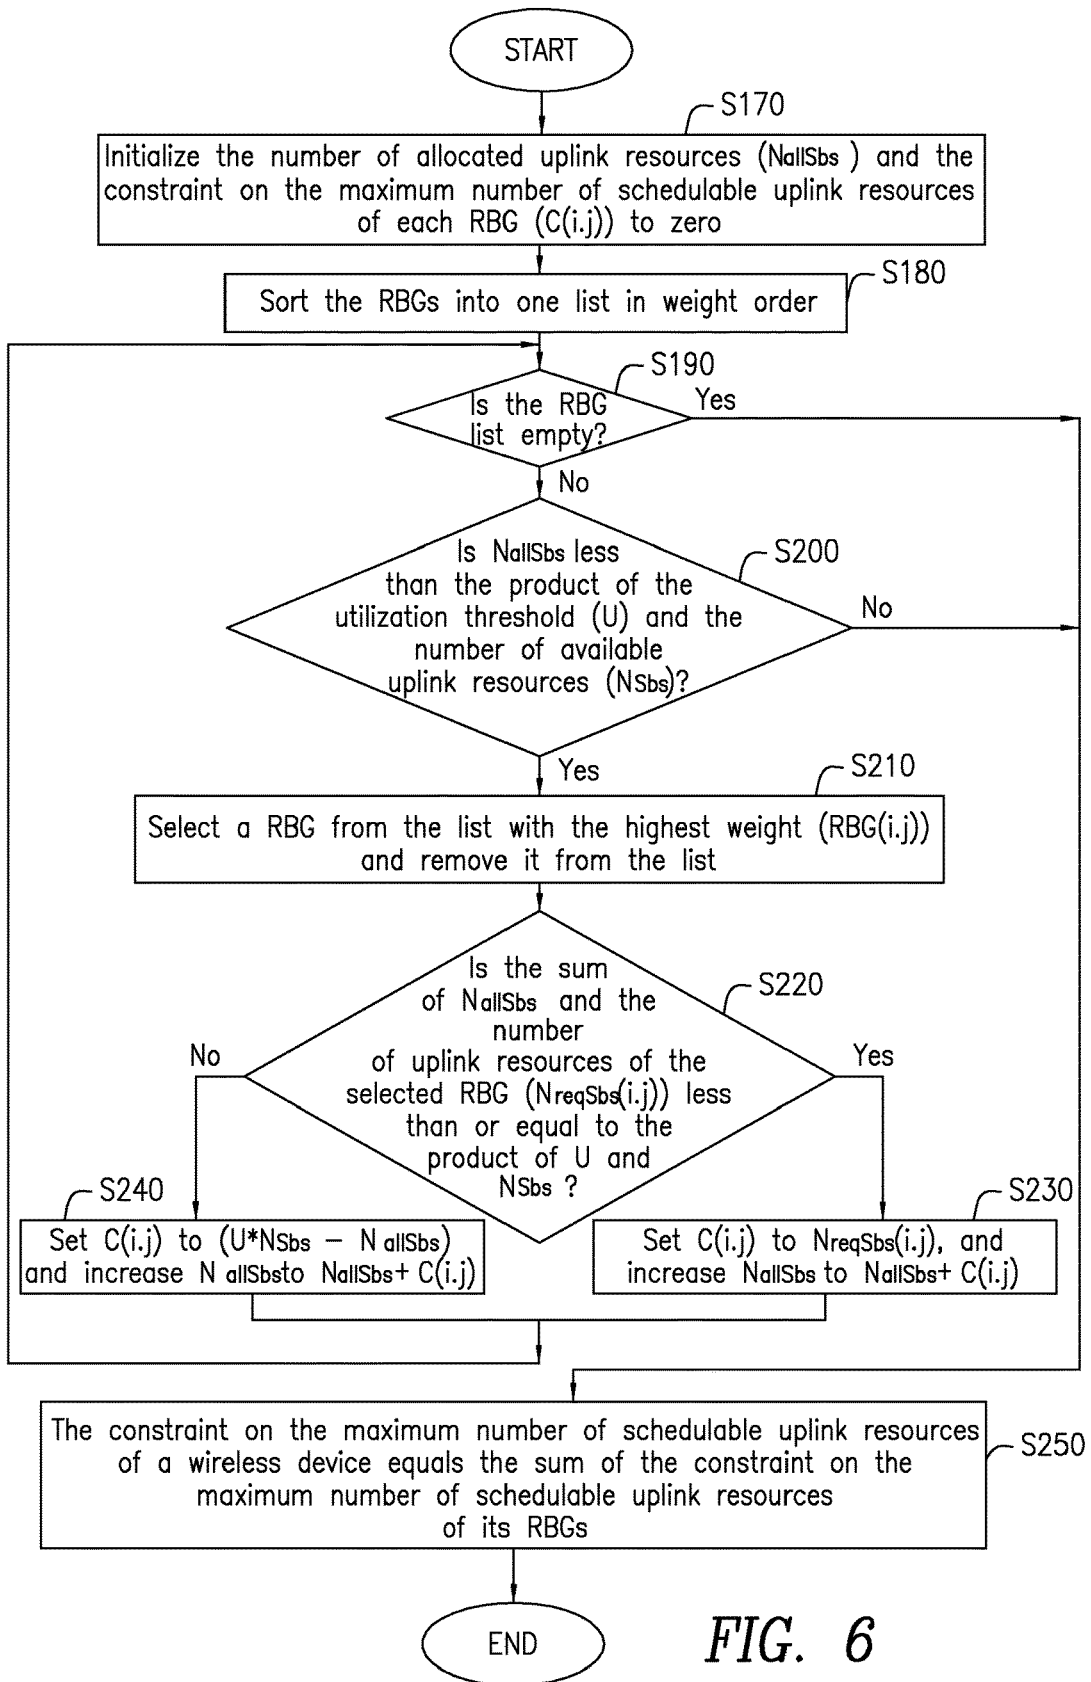 START
S170
Initialize the number of allocated uplink resources (NallSbs ) and the
constraint on the maximum number of schedulable uplink resources
of each RBG (C(i.j)) to zero
S180
Sort the RBGs into one list in weight order
S190
Is the RBG
list empty?
Yes
No
S200
Is NallSbs less
than the product of the
utilization threshold (U) and the
number of available
uplink resources (NSbs)?
No
Yes
S210
Select a RBG from the list with the highest weight (RBG(i.j))
and remove it from the list
S220
Is the sum
of NallSbs and the
number
of uplink resources of the
selected RBG (NreqSbs(i.j)) less
than or equal to the
product of U and
NSbs ?
No
Yes
S240
Set C(i.j) to (U*NSbs – N allSbs)
and increase N allSbs to NallSbs+ C(i.j)
S230
Set C(i.j) to NreqSbs(i.j), and
increase NallSbs to NallSbs+ C(i.j)
The constraint on the maximum number of schedulable uplink resources
of a wireless device equals the sum of the constraint on the
maximum number of schedulable uplink resources
of its RBGs
S250
END
FIG. 6